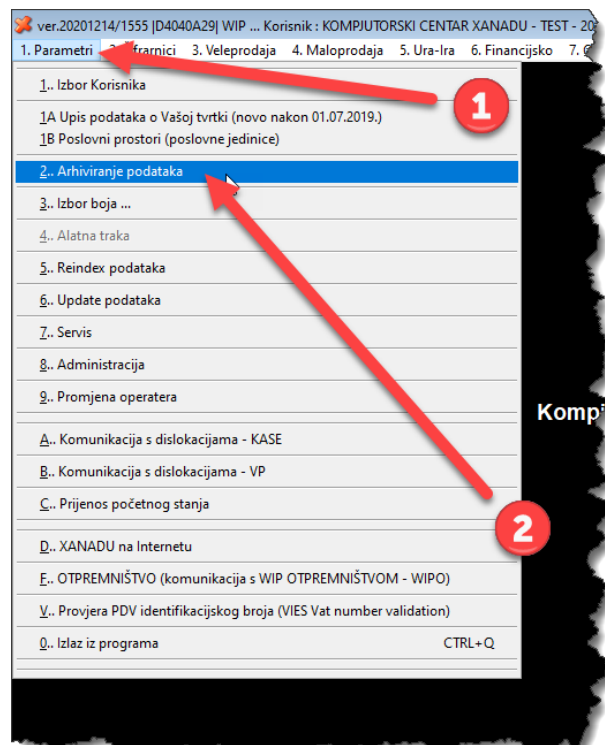 ver.20201214/1555 |D4040A29| WIP ... Korisnik : KOMPJUTORSKI CENTAR XANADU - TEST - 20
1. Parametri 3. Veleprodaja 4. Maloprodaja 5. Ura-Ira 6. Financijsko 7.
1.. Izbor Korisnika
1
1A Upis podataka o Vašoj tvrtki (novo nakon 01.07.2019.)
1B Poslovni prostori (poslovne jedinice)
2.. Arhiviranje podataka
3.. Izbor boja ...
4.. Alatna traka
5.. Reindex podataka
6.. Update podataka
7.. Servis
8.. Administracija
9.. Promjena operatera
Komp
A.. Komunikacija s dislokacijama - KASE
B.. Komunikacija s dislokacijama - VP
C.. Prijenos početnog stanja
2
D.. XANADU na Internetu
F.. OTPREMNIŠTVO (komunikacija s WIP OTPREMNIŠTVOM - WIPO)
V.. Provjera PDV identifikacijskog broja (VIES Vat number validation)
0.. Izlaz iz programa CTRL+Q